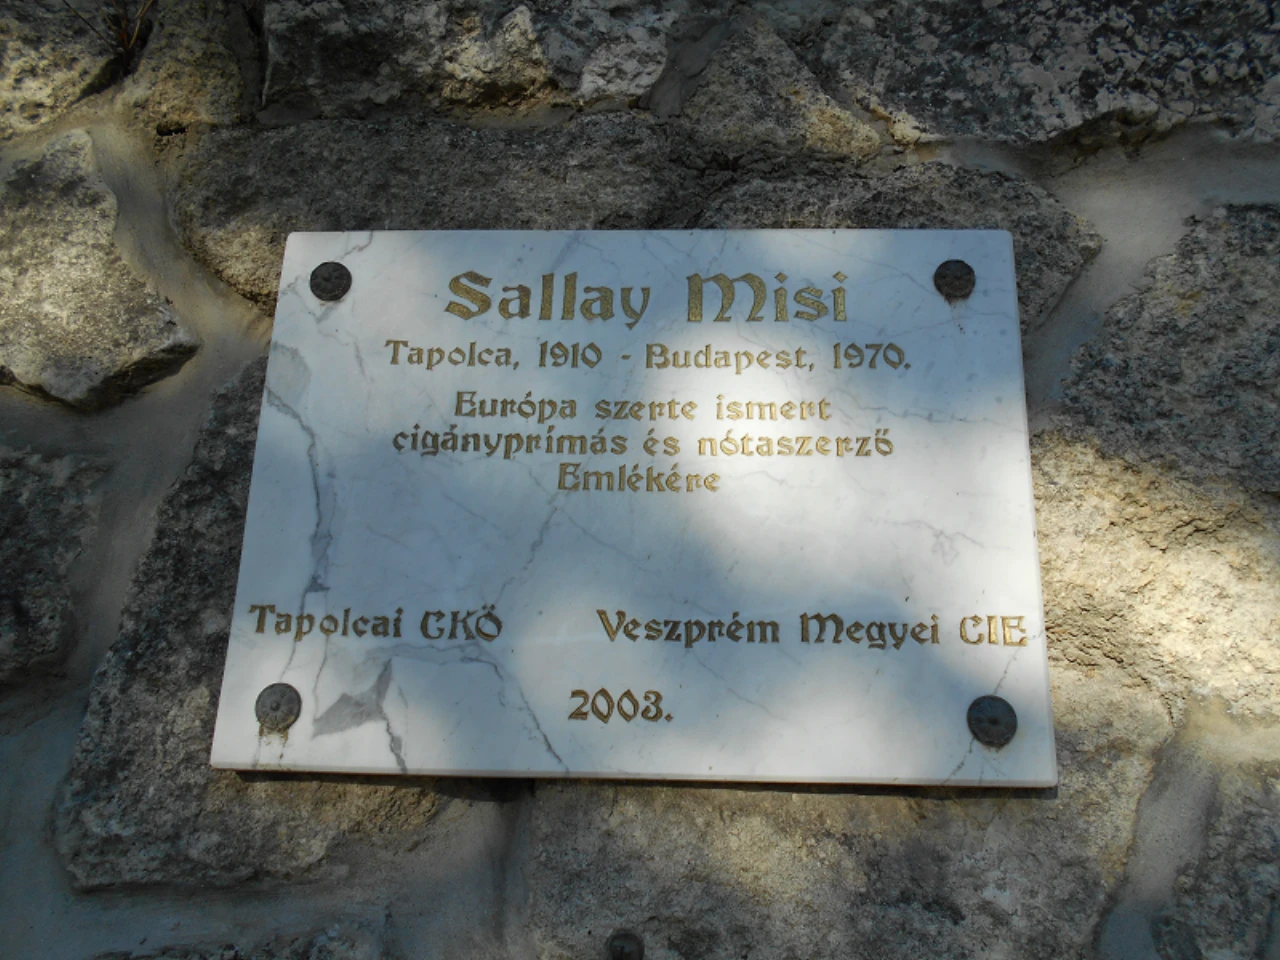 Sallay Misi
Tapolca, 1910 - Budapest, 1970.
Európa szerte ismert
cigányprímás és nótaszerző
Emlékére
Tapolcai CKÖ Veszprém Megyei CIE
2003.